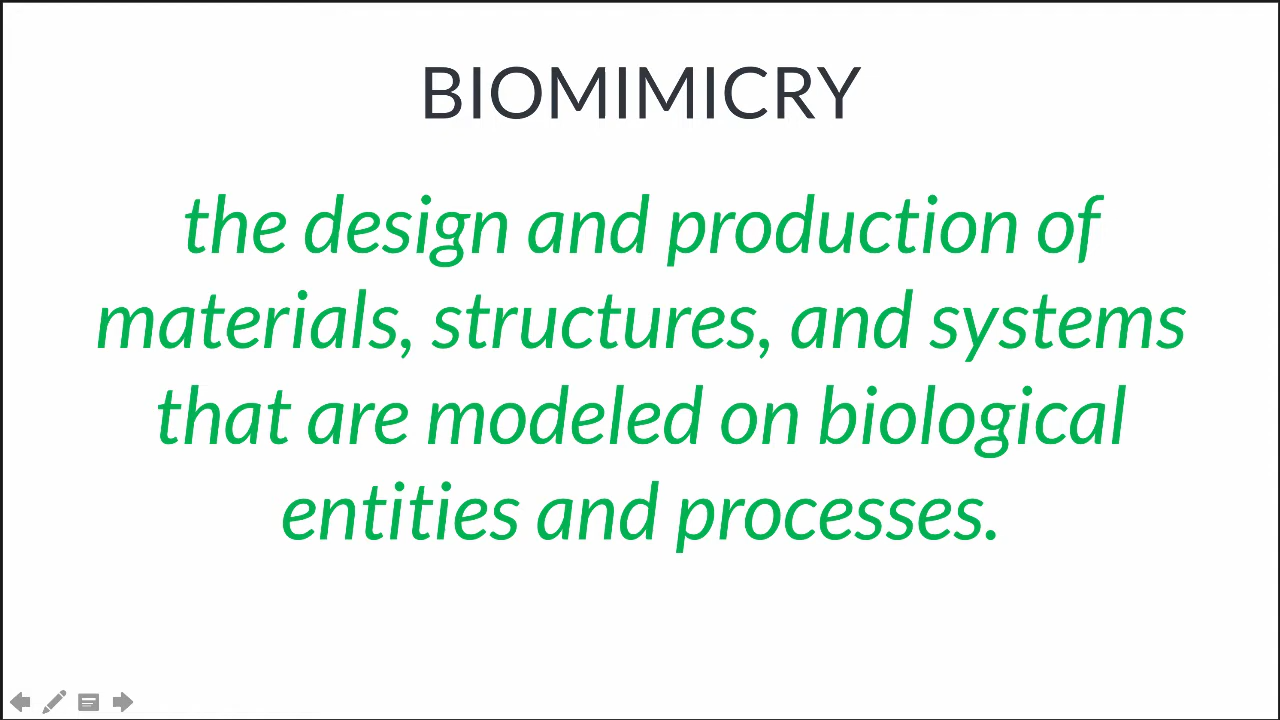 BIOMIMICRY
the design and production of
materials, structures, and systems
that are modeled on biological
entities and processes.